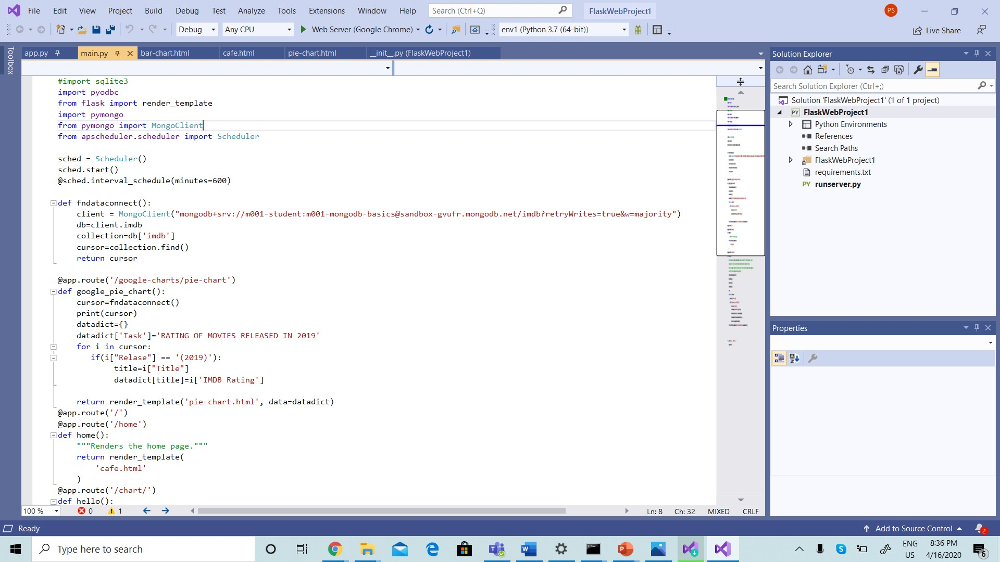 File Edit View Project Build Debug Test Analyze Tools Extensions Window Help Search (Ctrl+Q) FlaskWebProject1 PS
Debug Any CPU Web Server (Google Chrome) env1 (Python 3.7 (64-bit)) Live Share
Toolbox
app.py main.py bar-chart.html cafe.html pie-chart.html __init__.py (FlaskWebProject1)
#import sqlite3
import pyodbc
from flask import render_template
import pymongo
from pymongo import MongoClient
from apscheduler.scheduler import Scheduler
sched = Scheduler()
sched.start()
@sched.interval_schedule(minutes=600)
def fndataconnect():
client = MongoClient("mongodb+srv://m001-student:m001-mongodb-basics@sandbox-gvufr.mongodb.net/imdb?retryWrites=true&w=majority")
db=client.imdb
collection=db['imdb']
cursor=collection.find()
return cursor
@app.route('/google-charts/pie-chart')
def google_pie_chart():
cursor=fndataconnect()
print(cursor)
datadict={}
datadict['Task']='RATING OF MOVIES RELEASED IN 2019'
for i in cursor:
if(i["Relase"] == '(2019)'):
title=i["Title"]
datadict[title]=i['IMDB Rating']
return render_template('pie-chart.html', data=datadict)
@app.route('/')
@app.route('/home')
def home():
"""Renders the home page."""
return render_template(
'cafe.html'
)
@app.route('/chart/')
def hello():
100 % 0 1 Ln: 8 Ch: 32 MIXED CRLF
Solution Explorer
Search Solution Explorer (Ctrl+;)
Solution 'FlaskWebProject1' (1 of 1 project)
PY FlaskWebProject1
Python Environments
References
Search Paths
FlaskWebProject1
requirements.txt
PY runserver.py
Properties
Ready Add to Source Control 2
Type here to search ENG US 8:36 PM 4/16/2020 6